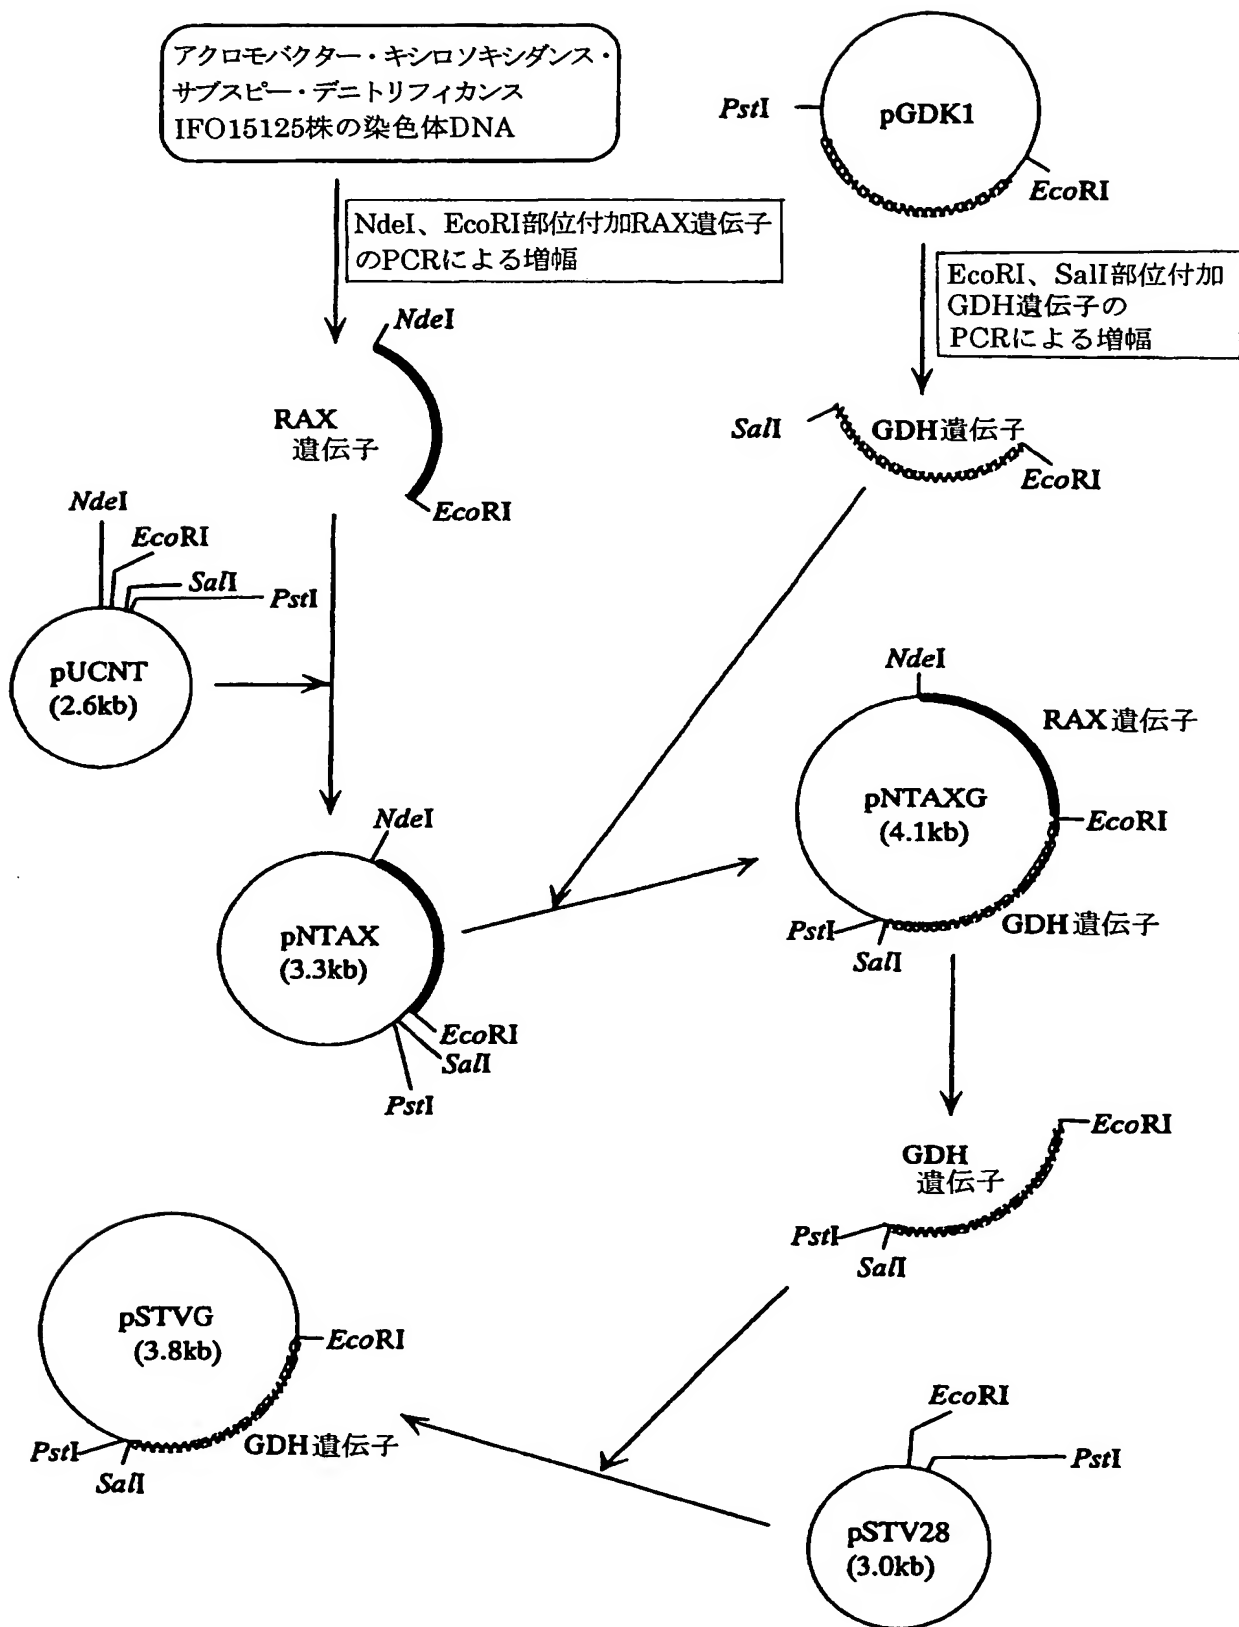 アクロモバクター・キシロソキシダンス・
サブスピー・デニトリフィカンス
IFO15125株の染色体DNA
PstI
pGDK1
EcoRI
NdeI、EcoRI部位付加RAX遺伝子
のPCRによる増幅
EcoRI、SalI部位付加
GDH遺伝子の
PCRによる増幅
NdeI
RAX
遺伝子
EcoRI
SalI
GDH遺伝子
EcoRI
NdeI
EcoRI
SalI
PstI
pUCNT
(2.6kb)
NdeI
RAX遺伝子
pNTAXG
(4.1kb)
EcoRI
GDH遺伝子
PstI
SalI
NdeI
pNTAX
(3.3kb)
EcoRI
SalI
PstI
EcoRI
GDH
遺伝子
PstI
SalI
pSTVG
(3.8kb)
EcoRI
GDH遺伝子
PstI
SalI
EcoRI
PstI
pSTV28
(3.0kb)